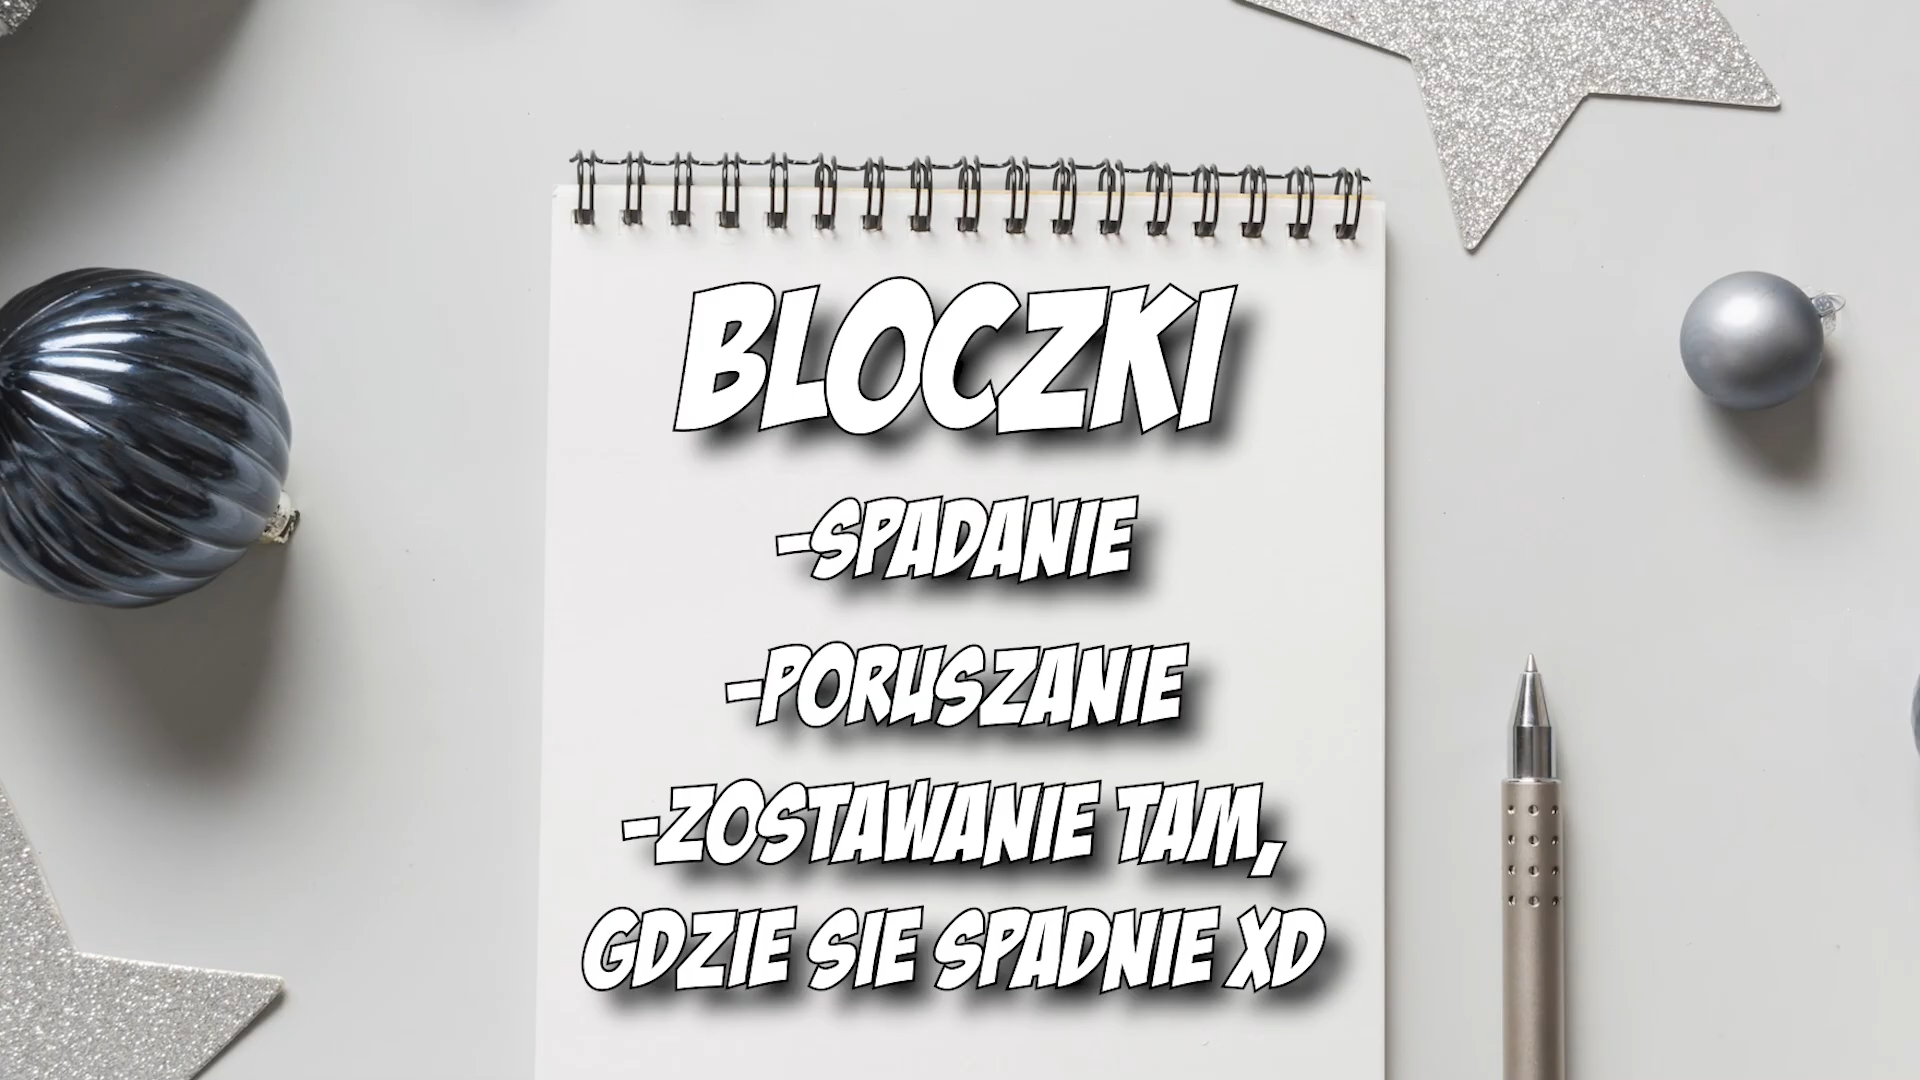 BLOCZKI
-SPADANIE
-PORUSZANIE
-ZOSTAWANIE TAM,
GDZIE SIE SPADNIE XD